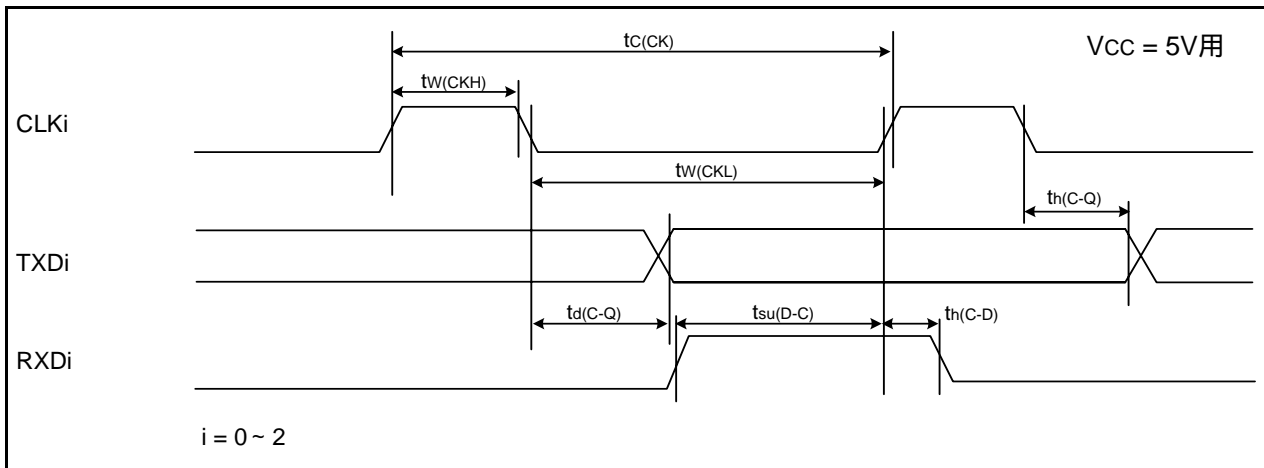 tC(CK)
VCC = 5V用
tW(CKH)
CLKi
tW(CKL)
th(C-Q)
TXDi
td(C-Q)
tsu(D-C)
th(C-D)
RXDi
i = 0 ~ 2